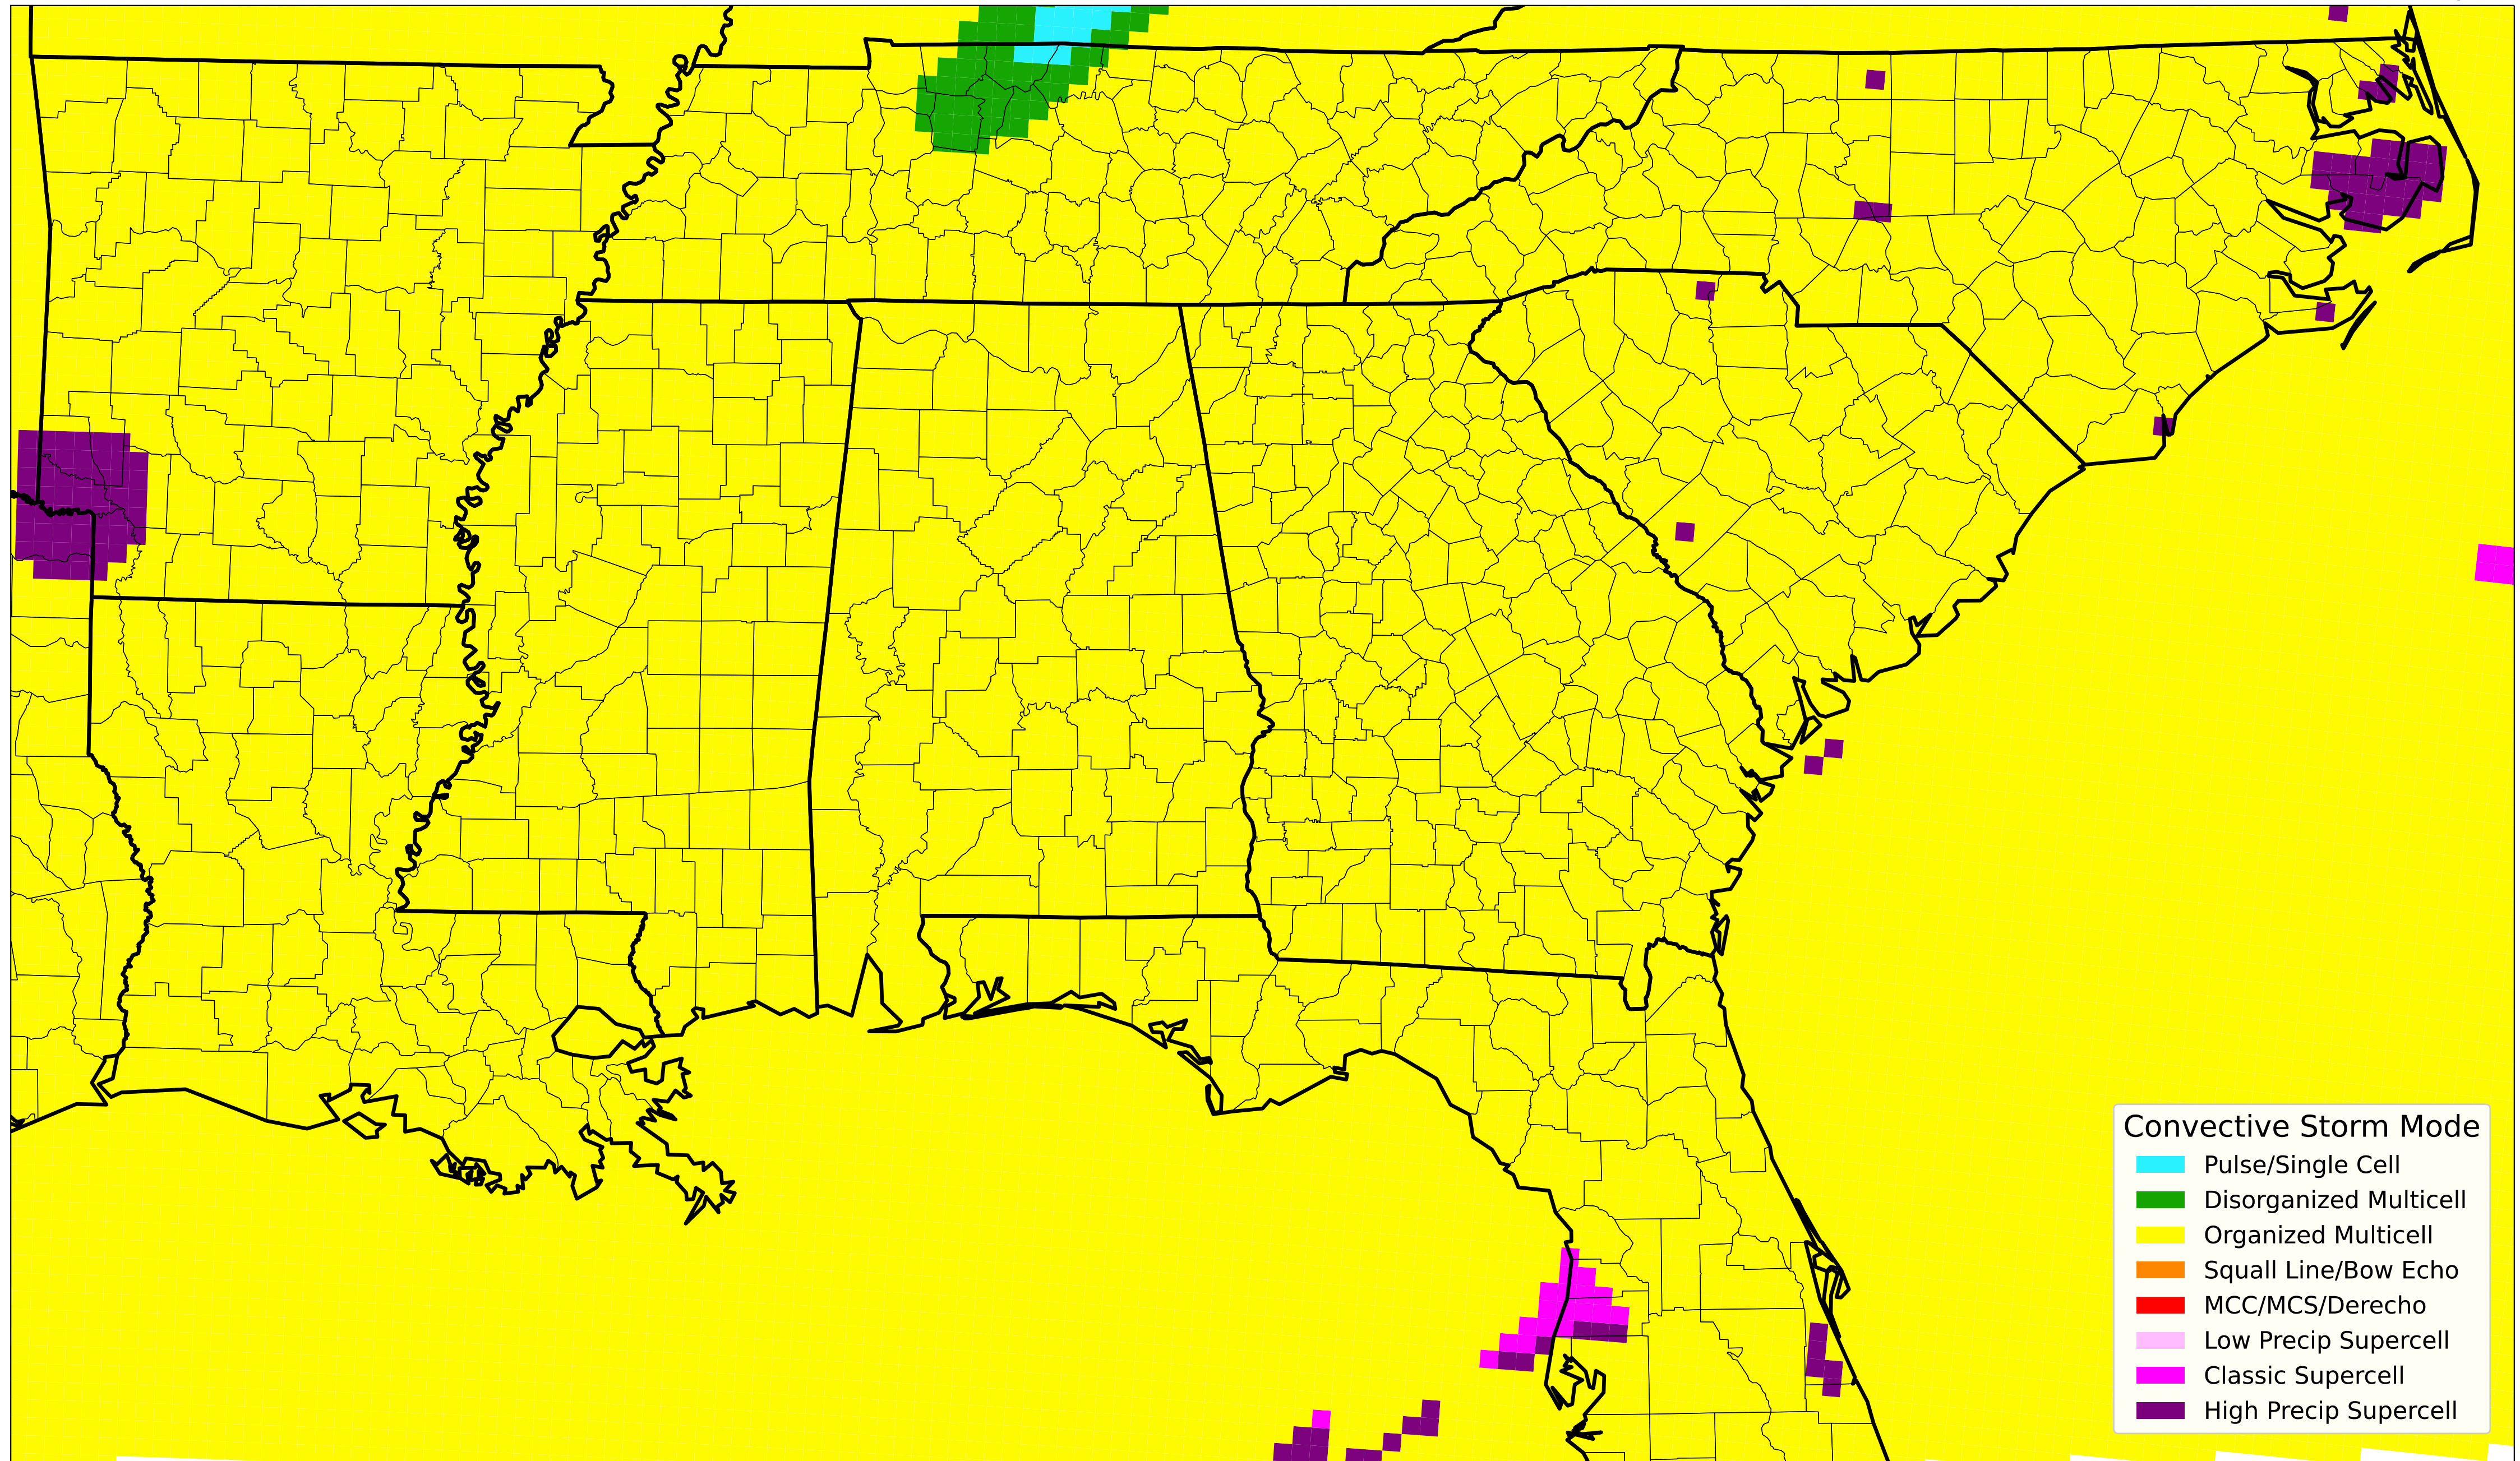 Convective Storm Mode
Pulse/Single Cell
Disorganized Multicell
Organized Multicell
Squall Line/Bow Echo
MCC/MCS/Derecho
Low Precip Supercell
Classic Supercell
High Precip Supercell